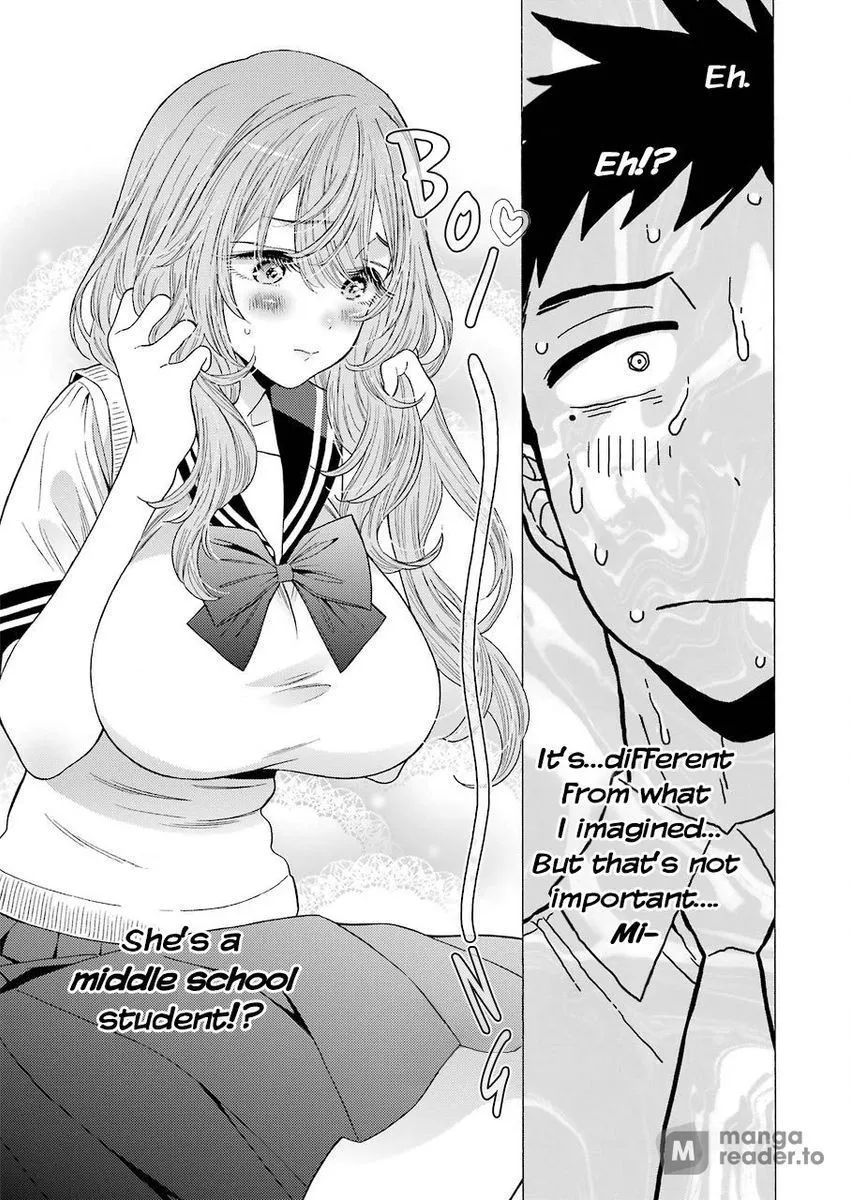 Eh.
Eh!?
BOI♡
It's...different
From what
I imagined...
But that's not
important....
Mi-
NG
She's a
middle school
student!?
M manga
reader.to